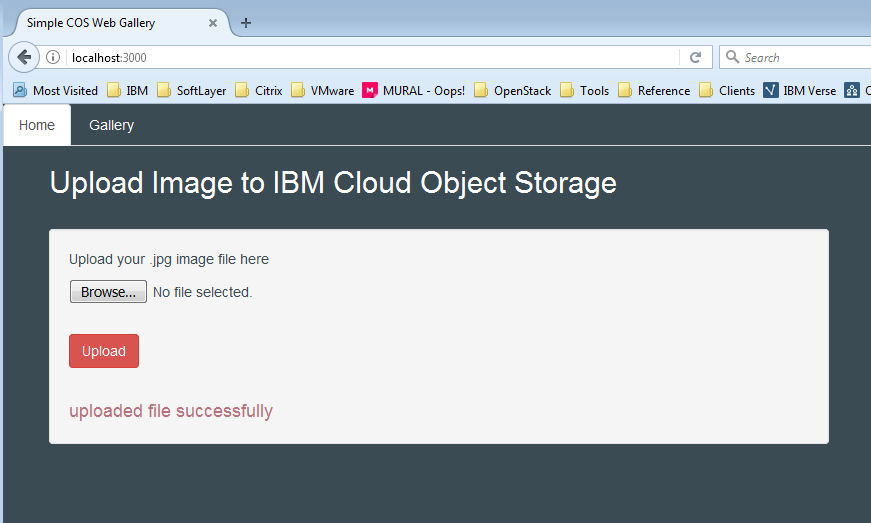 Simple COS Web Gallery
localhost:3000
Search
Most Visited IBM SoftLayer Citrix VMware MURAL - Oops! OpenStack Tools Reference Clients IBM Verse
Home Gallery
Upload Image to IBM Cloud Object Storage
Upload your .jpg image file here
Browse... No file selected.
Upload
uploaded file successfully